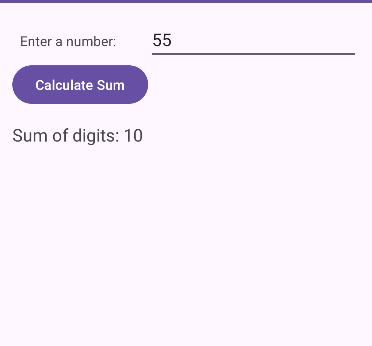 Enter a number: 55
Calculate Sum
Sum of digits: 10